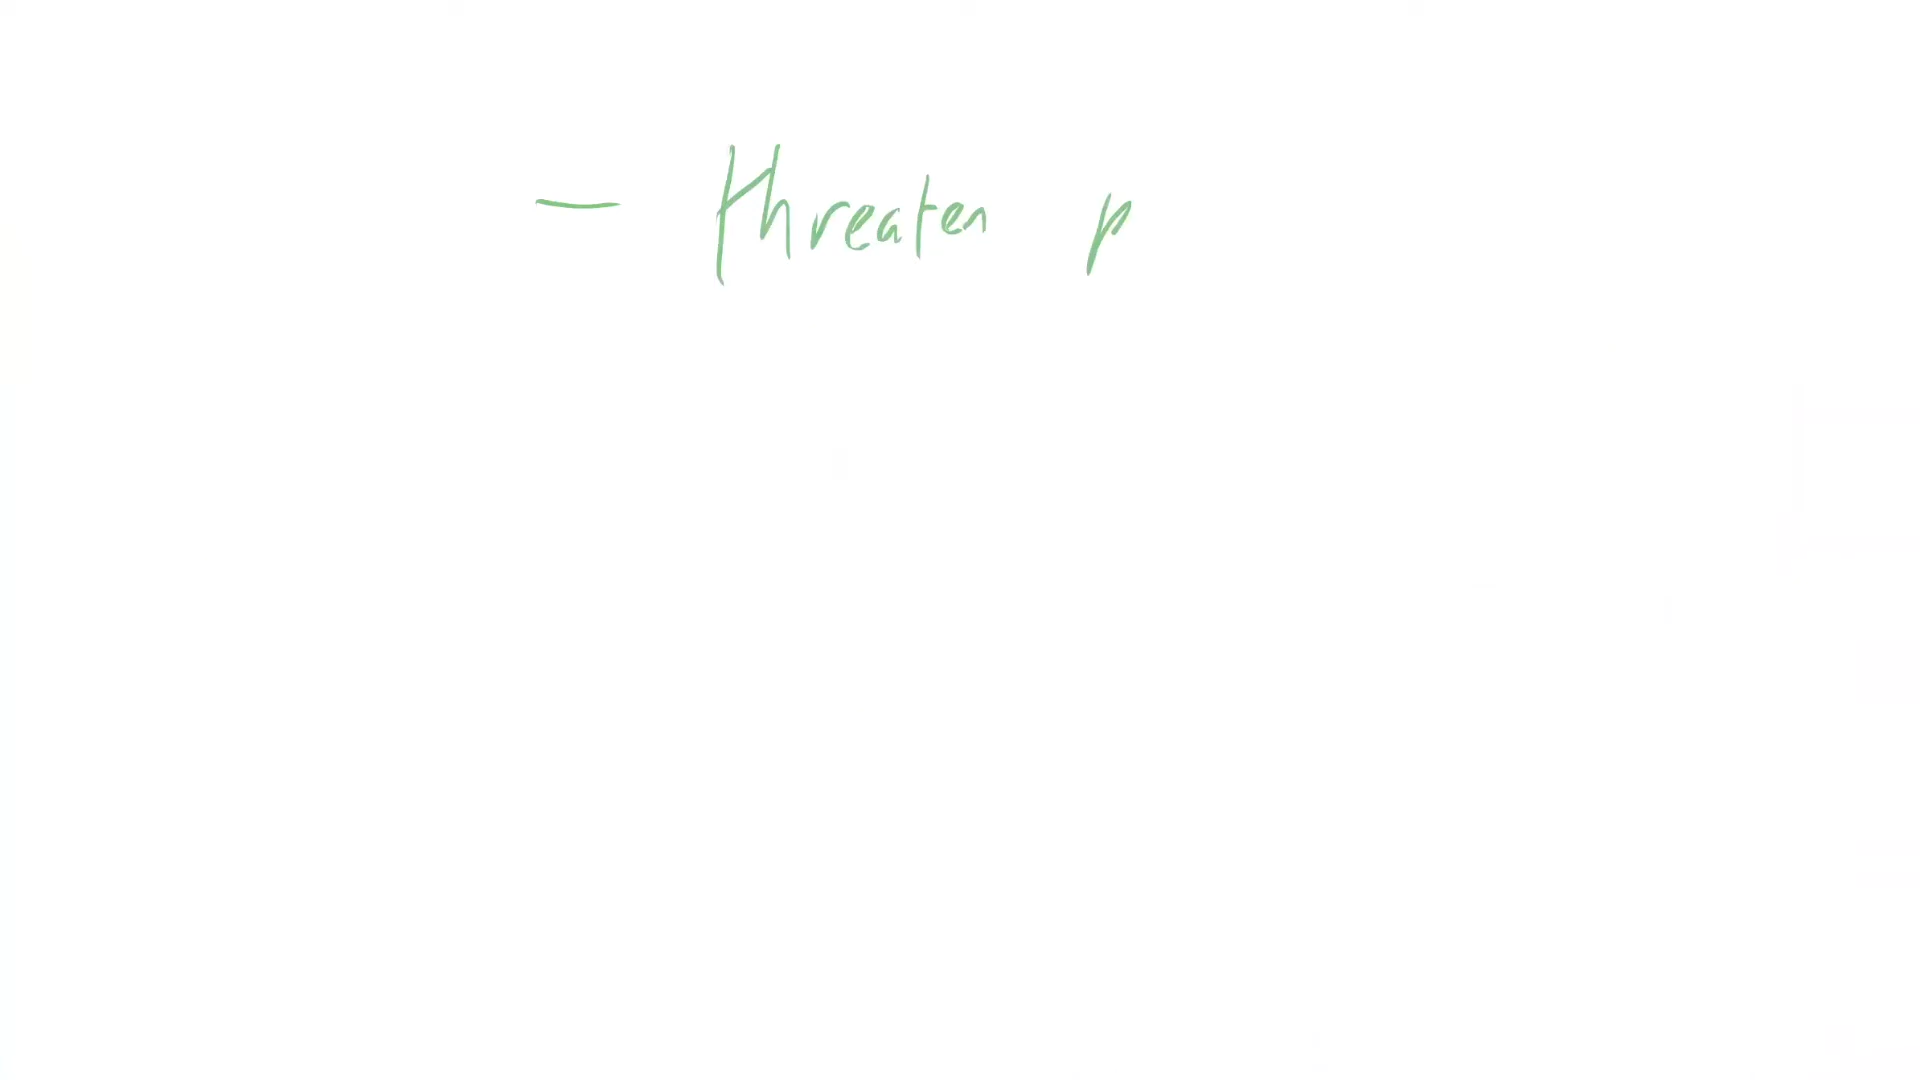 — threaten p